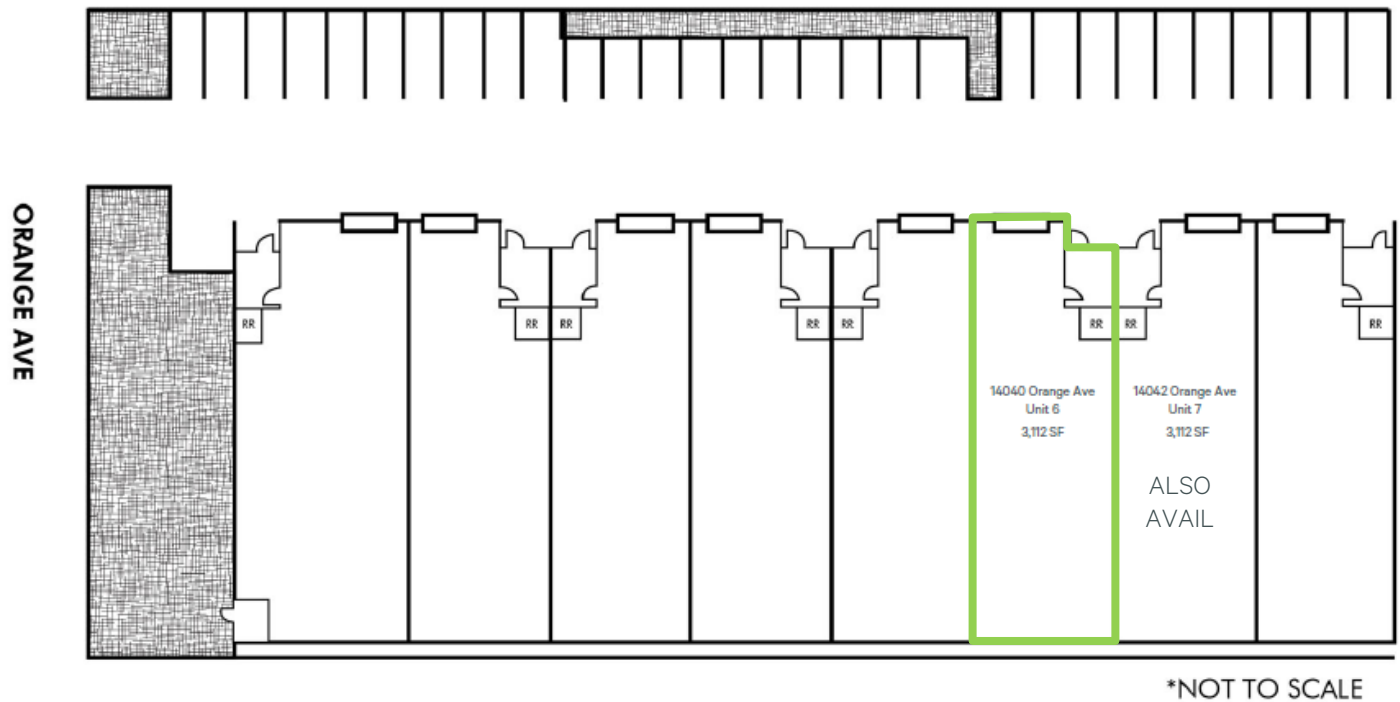 ORANGE AVE
RR
RR
RR
RR
RR
RR
RR
RR
14040 Orange Ave
Unit 6
3,112 SF
14042 Orange Ave
Unit 7
3,112 SF
ALSO
AVAIL
*NOT TO SCALE